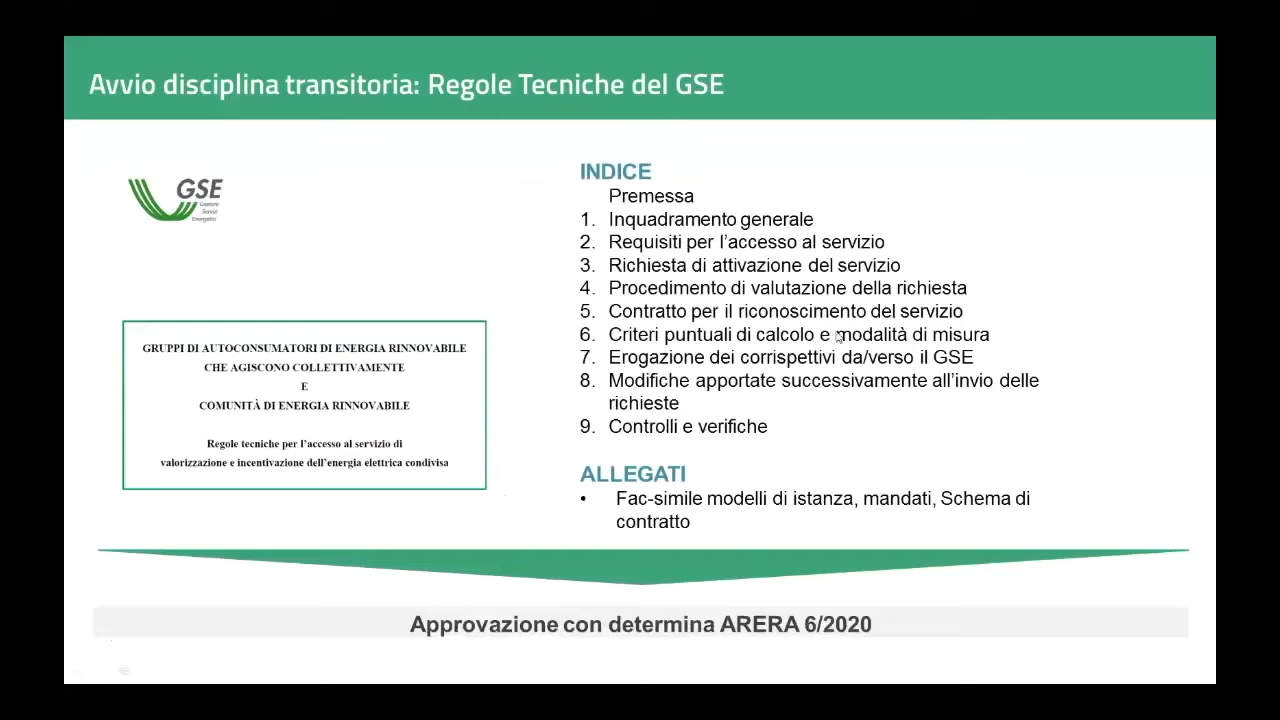 Avvio disciplina transitoria: Regole Tecniche del GSE
GSE
Gestore
Servizi
Energetici
GRUPPI DI AUTOCONSUMATORI DI ENERGIA RINNOVABILE
CHE AGISCONO COLLETTIVAMENTE
E
COMUNITÀ DI ENERGIA RINNOVABILE
Regole tecniche per l'accesso al servizio di
valorizzazione e incentivazione dell'energia elettrica condivisa
INDICE
Premessa
1. Inquadramento generale
2. Requisiti per l'accesso al servizio
3. Richiesta di attivazione del servizio
4. Procedimento di valutazione della richiesta
5. Contratto per il riconoscimento del servizio
6. Criteri puntuali di calcolo e modalità di misura
7. Erogazione dei corrispettivi da/verso il GSE
8. Modifiche apportate successivamente all'invio delle
richieste
9. Controlli e verifiche
ALLEGATI
• Fac-simile modelli di istanza, mandati, Schema di
contratto
Approvazione con determina ARERA 6/2020